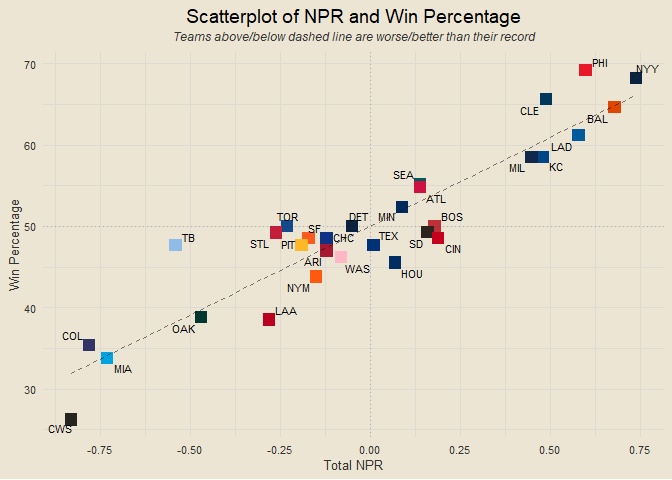 Scatterplot of NPR and Win Percentage
Teams above/below dashed line are worse/better than their record
Win Percentage
70
60
50
40
30
PHI
NYY
CLE
BAL
LAD
MIL
KC
SEA
ATL
TOR
DET
MIN
BOS
TB
STL
PIT
SF
CHC
TEX
SD
CIN
ARI
WAS
HOU
NYM
LAA
OAK
COL
MIA
CWS
-0.75
-0.50
-0.25
0.00
0.25
0.50
0.75
Total NPR